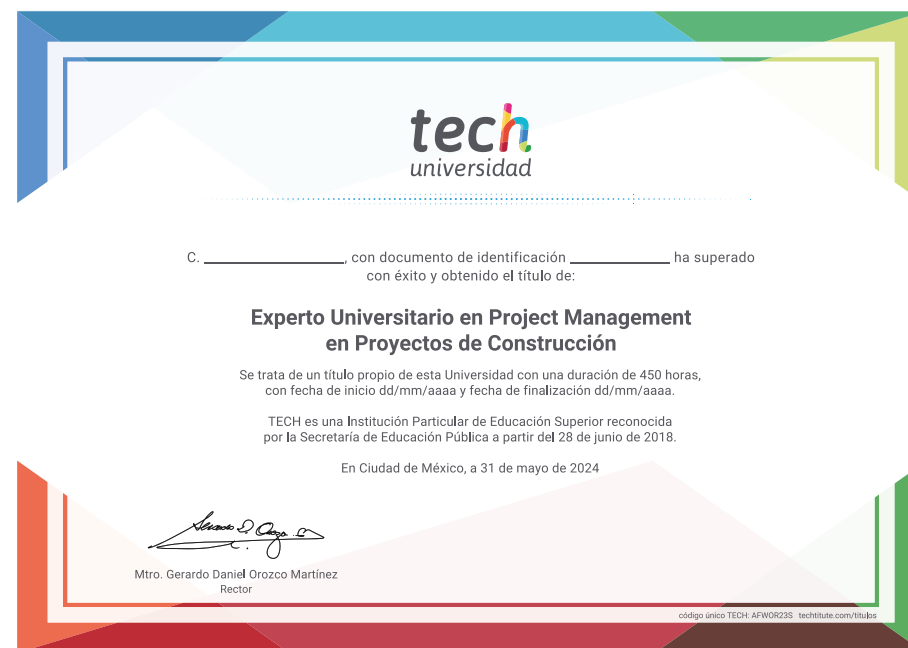 tech
universidad
C. ____________________, con documento de identificación ______________ ha superado
con éxito y obtenido el título de:
Experto Universitario en Project Management
en Proyectos de Construcción
Se trata de un título propio de esta Universidad con una duración de 450 horas,
con fecha de inicio dd/mm/aaaa y fecha de finalización dd/mm/aaaa.
TECH es una Institución Particular de Educación Superior reconocida
por la Secretaría de Educación Pública a partir del 28 de junio de 2018.
En Ciudad de México, a 31 de mayo de 2024
Mtro. Gerardo Daniel Orozco Martínez
Rector
código único TECH: AFWOR23S techtitute.com/titulos